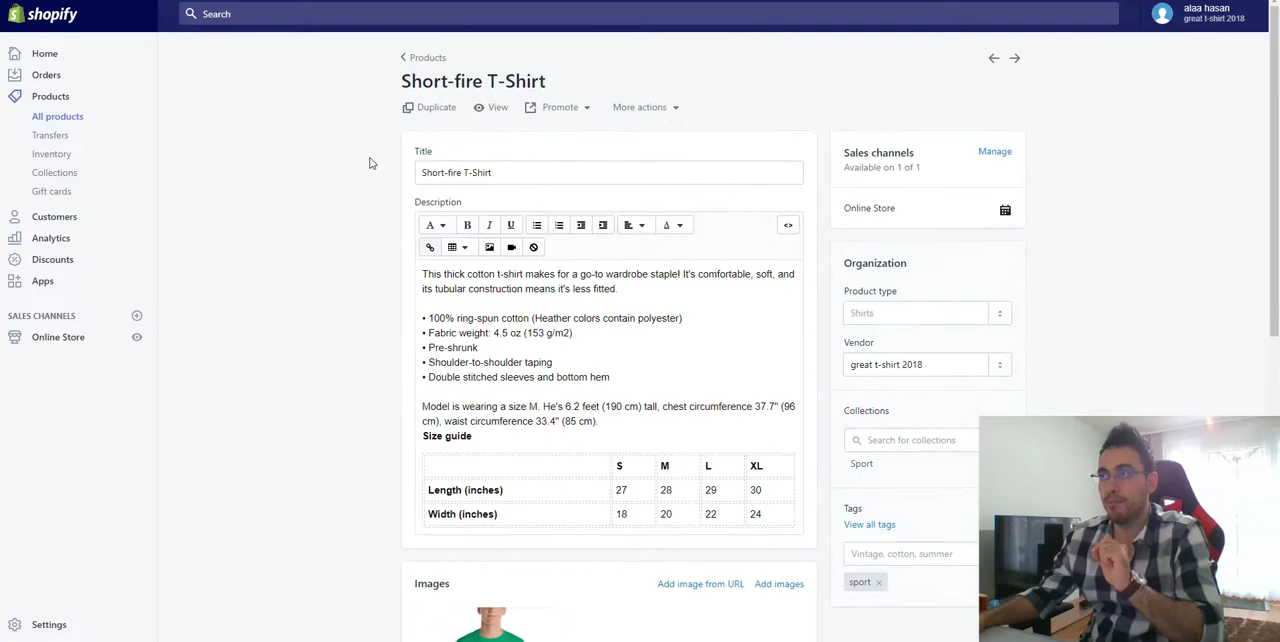 shopify
Search
alaa hasan
great t-shirt 2018
Home
Orders
Products
All products
Transfers
Inventory
Collections
Gift cards
Customers
Analytics
Discounts
Apps
SALES CHANNELS
Online Store
Settings
Products
Short-fire T-Shirt
Duplicate View Promote More actions
Title
Short-fire T-Shirt
Description
A B I U A <>
This thick cotton t-shirt makes for a go-to wardrobe staple! It's comfortable, soft, and
its tubular construction means it's less fitted.
• 100% ring-spun cotton (Heather colors contain polyester)
• Fabric weight: 4.5 oz (153 g/m2)
• Pre-shrunk
• Shoulder-to-shoulder taping
• Double stitched sleeves and bottom hem
Model is wearing a size M. He's 6.2 feet (190 cm) tall, chest circumference 37.7" (96
cm), waist circumference 33.4" (85 cm).
Size guide
S M L XL
Length (inches) 27 28 29 30
Width (inches) 18 20 22 24
Images Add image from URL Add images
Sales channels Manage
Available on 1 of 1
Online Store
Organization
Product type
Shirts
Vendor
great t-shirt 2018
Collections
Search for collections
Sport
Tags
View all tags
Vintage, cotton, summer
sport ×